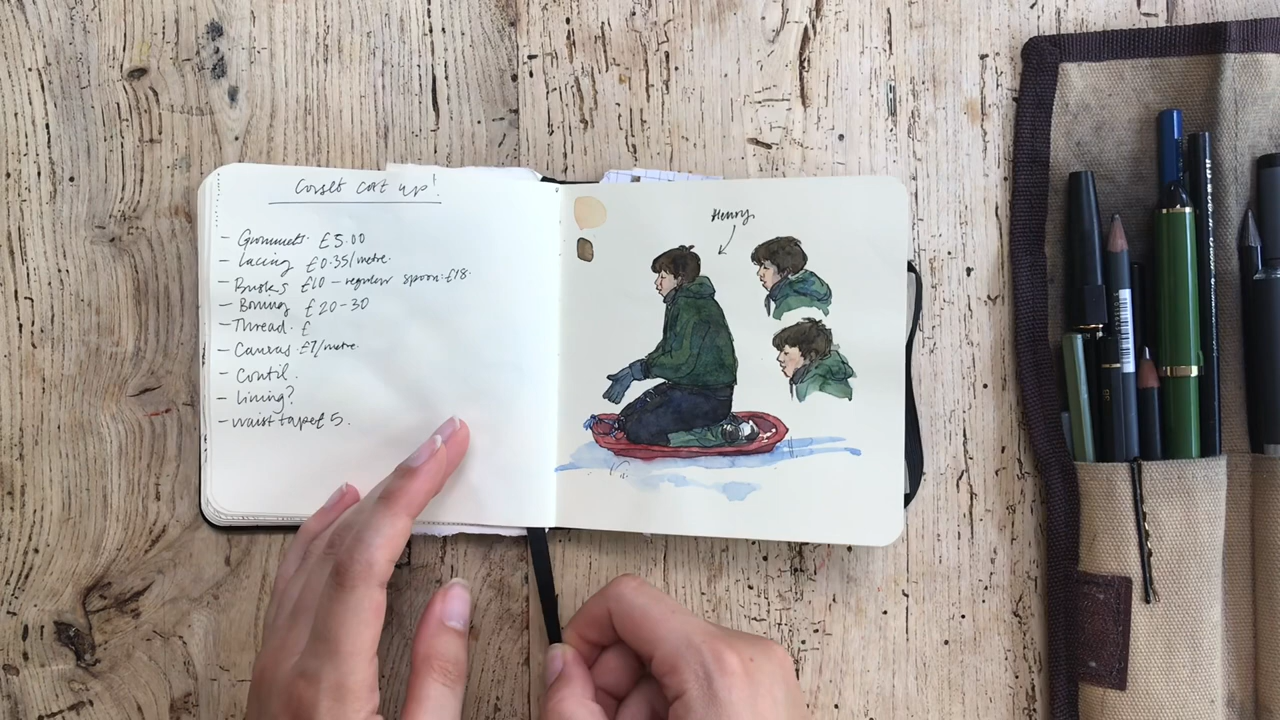 Corset cost up!
- Grommets. £5.00
- Lacing £0.35/metre.
- Busks £10 - regular spoon: £18.
- Boning £20-30
- Thread. £
- Canvas. £7/metre.
- Coutil.
- Lining?
- waist tape £5.
Henry.